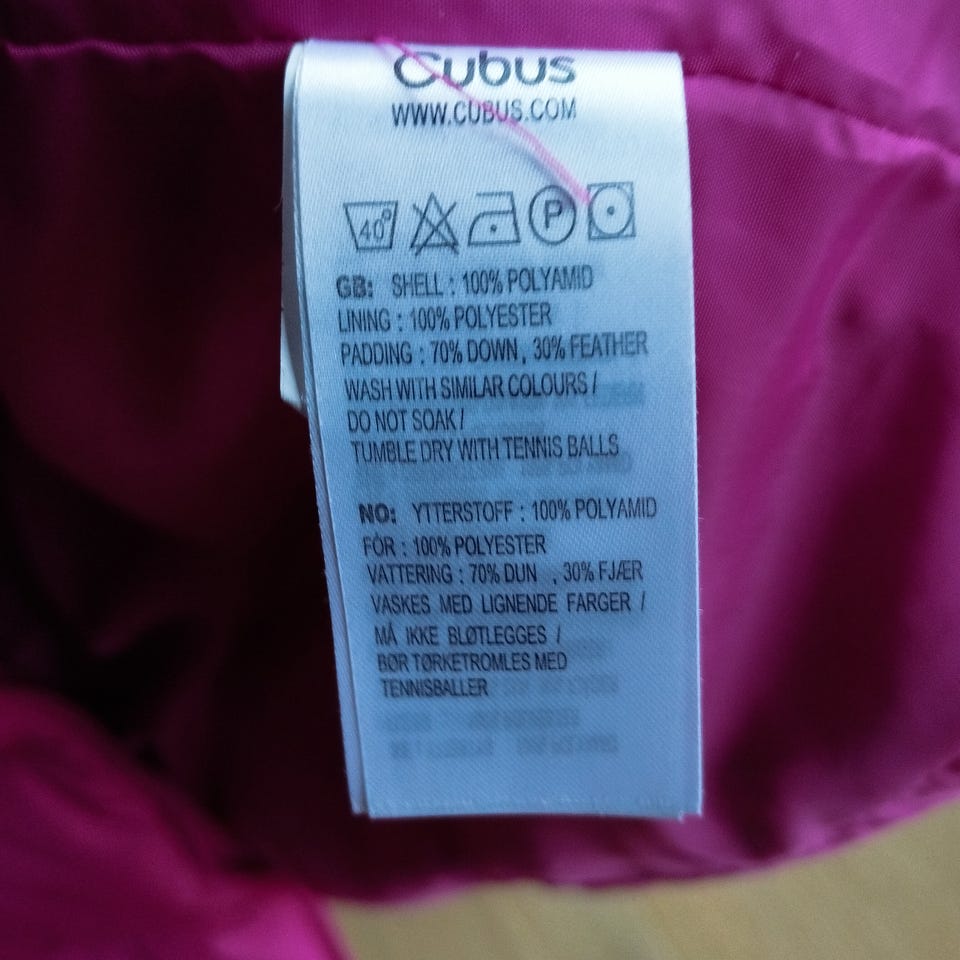 Cubus
WWW.CUBUS.COM
40° P
GB: SHELL : 100% POLYAMID
LINING : 100% POLYESTER
PADDING : 70% DOWN , 30% FEATHER
WASH WITH SIMILAR COLOURS /
DO NOT SOAK /
TUMBLE DRY WITH TENNIS BALLS
NO: YTTERSTOFF : 100% POLYAMID
FÓR : 100% POLYESTER
VATTERING : 70% DUN , 30% FJÆR
VASKES MED LIGNENDE FARGER /
MÅ IKKE BLØTLEGGES /
BØR TØRKETROMLES MED
TENNISBALLER